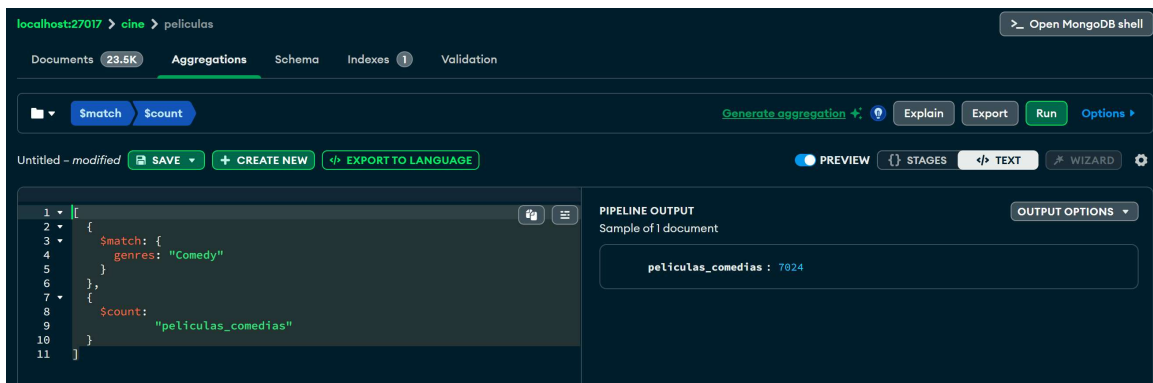 localhost:27017 > cine > peliculas
>_ Open MongoDB shell
Documents 23.5K Aggregations Schema Indexes 1 Validation
$match $count
Generate aggregation Explain Export Run Options
Untitled – modified SAVE + CREATE NEW </> EXPORT TO LANGUAGE
PREVIEW {} STAGES </> TEXT WIZARD
1 [
2 {
3 $match: {
4 genres: "Comedy"
5 }
6 },
7 {
8 $count:
9 "peliculas_comedias"
10 }
11 ]
PIPELINE OUTPUT
Sample of 1 document
OUTPUT OPTIONS
peliculas_comedias : 7024